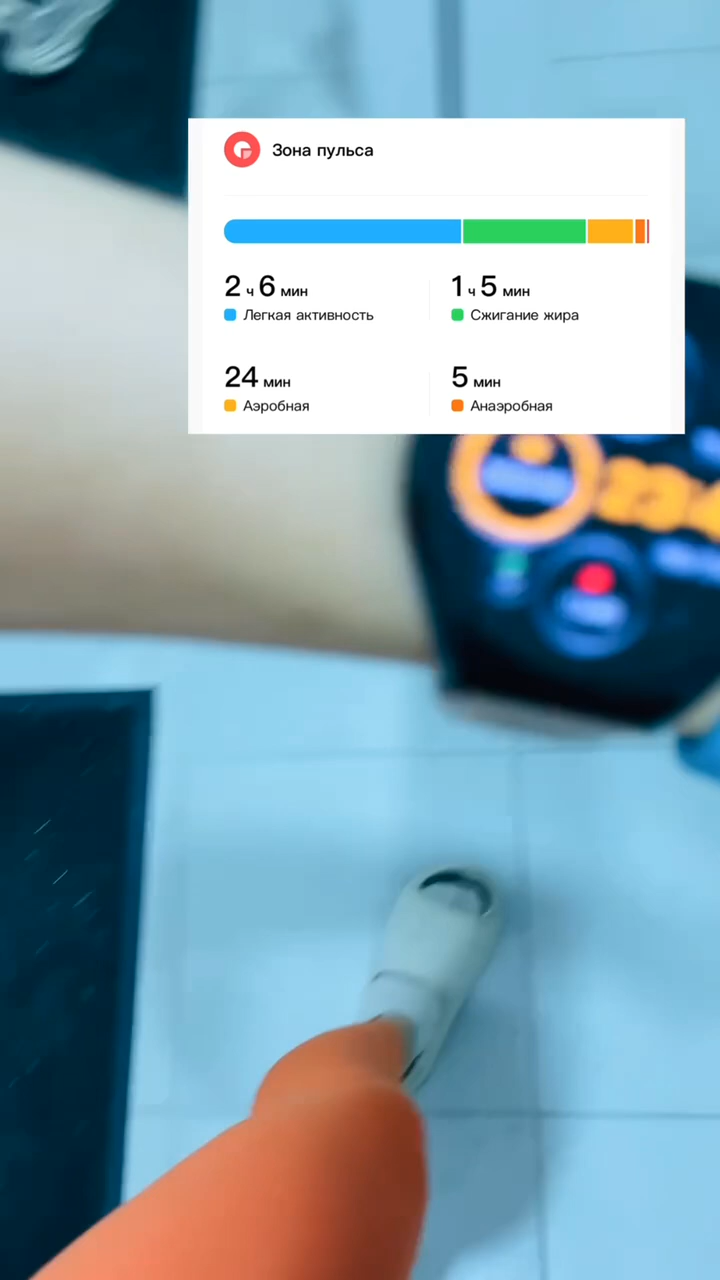 Зона пульса
2 ч 6 мин
Легкая активность
1 ч 5 мин
Сжигание жира
24 мин
Аэробная
5 мин
Анаэробная